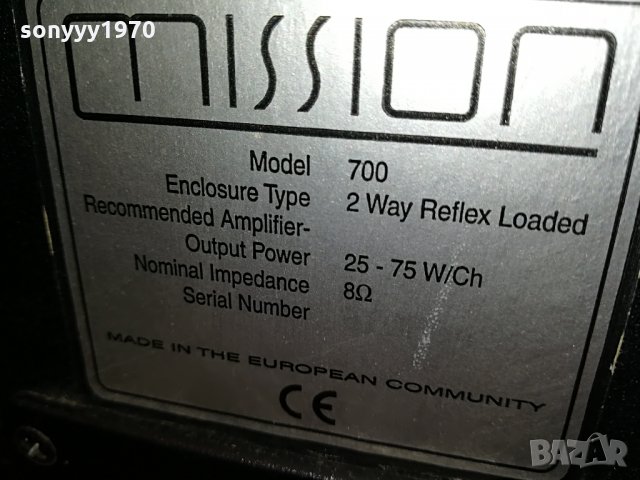 sonyyy1970
mission
Model 700
Enclosure Type 2 Way Reflex Loaded
Recommended Amplifier-
Output Power 25 - 75 W/Ch
Nominal Impedance 8Ω
Serial Number
MADE IN THE EUROPEAN COMMUNITY
CE
BAZAR